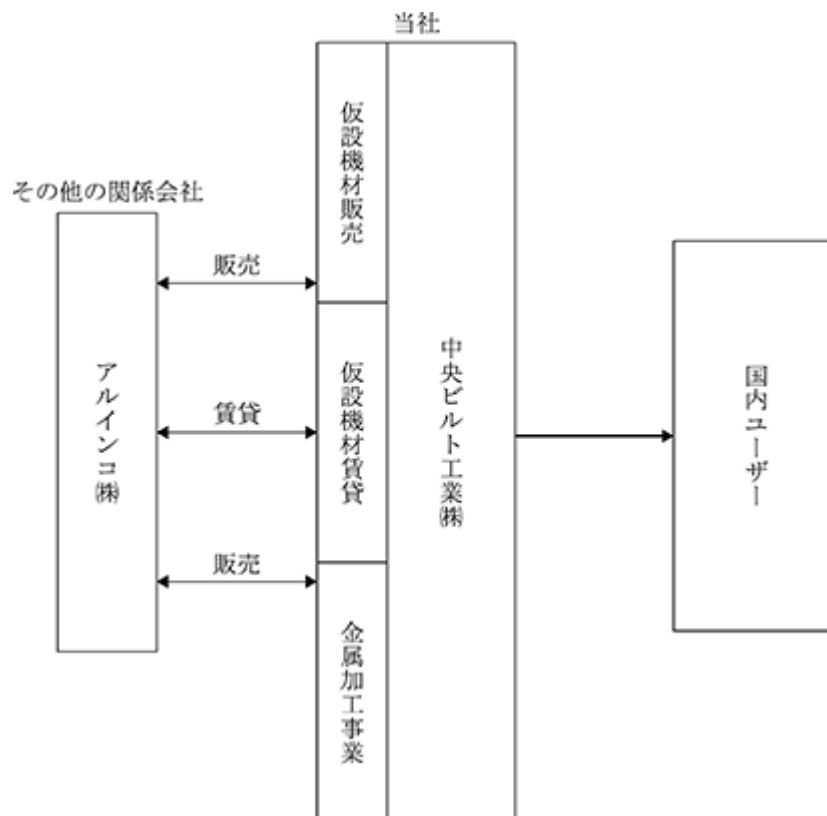 当社
その他の関係会社
アルインコ㈱
販売
賃貸
販売
仮設機材販売
仮設機材賃貸
金属加工事業
中央ビルト工業㈱
国内ユーザー